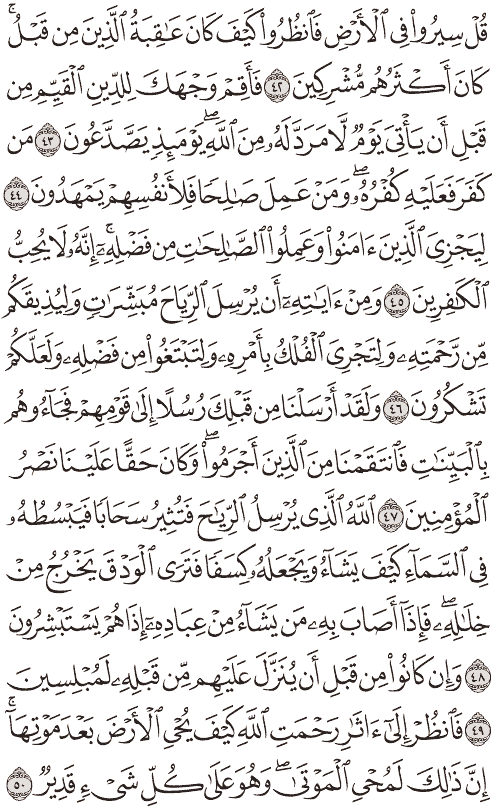 قُلْ سِيرُوا۟ فِى ٱلْأَرْضِ فَٱنظُرُوا۟ كَيْفَ كَانَ عَـٰقِبَةُ ٱلَّذِينَ مِن قَبْلُ ۚ
كَانَ أَكْثَرُهُم مُّشْرِكِينَ ٤٢ فَأَقِمْ وَجْهَكَ لِلدِّينِ ٱلْقَيِّمِ مِن
قَبْلِ أَن يَأْتِىَ يَوْمٌ لَّا مَرَدَّ لَهُۥ مِنَ ٱللَّهِ ۖ يَوْمَئِذٍ يَصَّدَّعُونَ ٤٣ مَن
كَفَرَ فَعَلَيْهِ كُفْرُهُۥ ۖ وَمَنْ عَمِلَ صَـٰلِحًا فَلِأَنفُسِهِمْ يَمْهَدُونَ ٤٤
لِيَجْزِىَ ٱلَّذِينَ ءَامَنُوا۟ وَعَمِلُوا۟ ٱلصَّـٰلِحَـٰتِ مِن فَضْلِهِۦٓ ۚ إِنَّهُۥ لَا يُحِبُّ
ٱلْكَـٰفِرِينَ ٤٥ وَمِنْ ءَايَـٰتِهِۦٓ أَن يُرْسِلَ ٱلرِّيَاحَ مُبَشِّرَٰتٍ وَلِيُذِيقَكُم
مِّن رَّحْمَتِهِۦ وَلِتَجْرِىَ ٱلْفُلْكُ بِأَمْرِهِۦ وَلِتَبْتَغُوا۟ مِن فَضْلِهِۦ وَلَعَلَّكُمْ
تَشْكُرُونَ ٤٦ وَلَقَدْ أَرْسَلْنَا مِن قَبْلِكَ رُسُلًا إِلَىٰ قَوْمِهِمْ فَجَآءُوهُم
بِٱلْبَيِّنَـٰتِ فَٱنتَقَمْنَا مِنَ ٱلَّذِينَ أَجْرَمُوا۟ ۖ وَكَانَ حَقًّا عَلَيْنَا نَصْرُ
ٱلْمُؤْمِنِينَ ٤٧ ٱللَّهُ ٱلَّذِى يُرْسِلُ ٱلرِّيَـٰحَ فَتُثِيرُ سَحَابًا فَيَبْسُطُهُۥ
فِى ٱلسَّمَآءِ كَيْفَ يَشَآءُ وَيَجْعَلُهُۥ كِسَفًا فَتَرَى ٱلْوَدْقَ يَخْرُجُ مِنْ
خِلَـٰلِهِۦ ۖ فَإِذَآ أَصَابَ بِهِۦ مَن يَشَآءُ مِنْ عِبَادِهِۦٓ إِذَا هُمْ يَسْتَبْشِرُونَ
٤٨ وَإِن كَانُوا۟ مِن قَبْلِ أَن يُنَزَّلَ عَلَيْهِم مِّن قَبْلِهِۦ لَمُبْلِسِينَ
٤٩ فَٱنظُرْ إِلَىٰٓ ءَاثَـٰرِ رَحْمَتِ ٱللَّهِ كَيْفَ يُحْىِ ٱلْأَرْضَ بَعْدَ مَوْتِهَآ ۚ
إِنَّ ذَٰلِكَ لَمُحْىِ ٱلْمَوْتَىٰ ۖ وَهُوَ عَلَىٰ كُلِّ شَىْءٍ قَدِيرٌ ٥٠